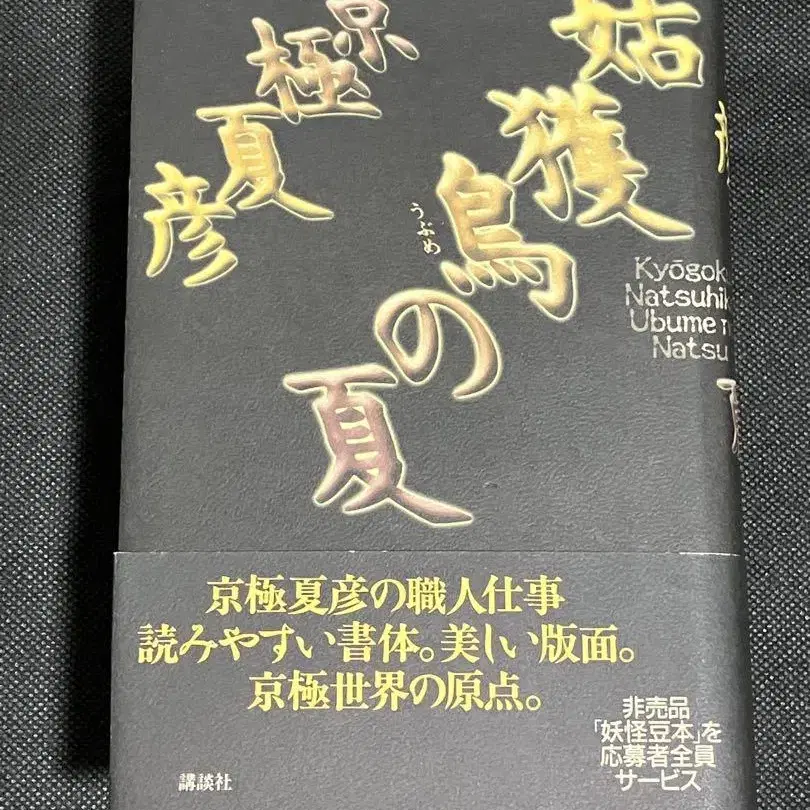 姑獲鳥の夏
うぶめ
京極夏彦
Kyōgok
Natsuhik
Ubume
Natsu
京極夏彦の職人仕事
読みやすい書体。美しい版面。
京極世界の原点。
非売品
「妖怪豆本」を
応募者全員
サービス
講談社